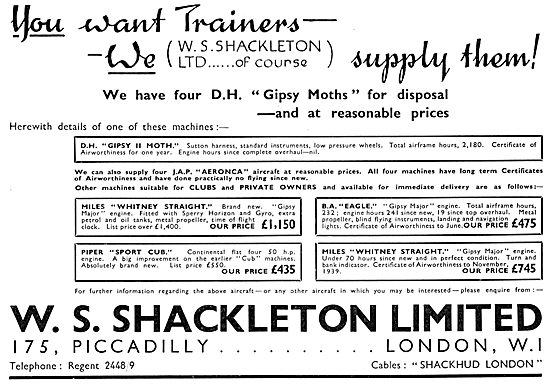 You want Trainers—
—We (W. S. SHACKLETON
LTD......of course) supply them!
We have four D.H. "Gipsy Moths" for disposal
—and at reasonable prices
Herewith details of one of these machines :—
D.H. "GIPSY II MOTH." Sutton harness, standard instruments, low pressure wheels. Total airframe hours, 2,180. Certificate of
Airworthiness for one year. Engine hours since complete overhaul—nil.
We can also supply four J.A.P. "AERONCA" aircraft at reasonable prices. All four machines have long term Certificates
of Airworthiness and have done practically no flying since new.
Other machines suitable for CLUBS and PRIVATE OWNERS and available for immediate delivery are as follows:—
MILES "WHITNEY STRAIGHT." Brand new. "Gipsy
Major" engine. Fitted with Sperry Horizon and Gyro, extra
petrol and oil tanks, metal propeller, time of flight
clock. List price over £1,400. OUR PRICE £1,150
B.A. "EAGLE." "Gipsy Major" engine. Total airframe hours,
232; engine hours 241 since new, 19 since top overhaul. Metal
propeller, blind flying instruments, landing and navigation
lights. Certificate of Airworthiness to June. OUR PRICE £475
PIPER "SPORT CUB." Continental flat four 50 h.p.
engine. A big improvement on the earlier "Cub" machines.
Absolutely brand new. List price £550.
OUR PRICE £435
MILES "WHITNEY STRAIGHT." "Gipsy Major" engine.
Under 70 hours since new and in perfect condition. Turn and
bank indicator. Certificate of Airworthiness to November,
1939. OUR PRICE £745
For further information regarding the above aircraft—or any other aircraft in which you may be interested—please enquire from :—
W. S. SHACKLETON LIMITED
175, PICCADILLY . . . . . . . . . . LONDON, W.1
Telephone : Regent 2448/9 Cables : "SHACKHUD LONDON"